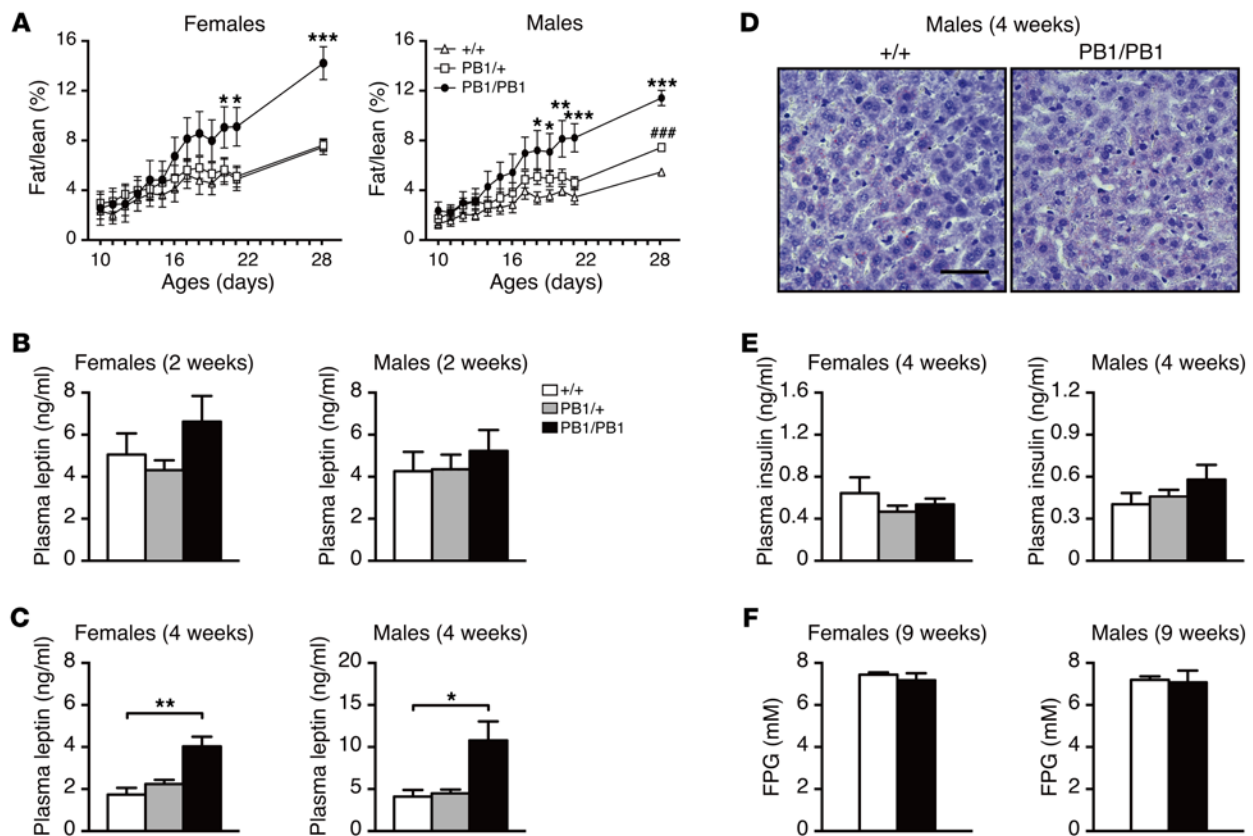 A
Females
Fat/lean (%)
16
12
8
4
0
10
16
22
28
Ages (days)
* *
***
Males
+/+
PB1/+
PB1/PB1
Fat/lean (%)
16
12
8
4
0
10
16
22
28
Ages (days)
* *
**
***
***
###
B
Females (2 weeks)
Plasma leptin (ng/ml)
8
6
4
2
0
Males (2 weeks)
Plasma leptin (ng/ml)
8
6
4
2
0
+/+
PB1/+
PB1/PB1
C
Females (4 weeks)
Plasma leptin (ng/ml)
8
6
4
2
0
**
Males (4 weeks)
Plasma leptin (ng/ml)
20
15
10
5
0
*
D
Males (4 weeks)
+/+
PB1/PB1
E
Females (4 weeks)
Plasma insulin (ng/ml)
1.6
1.2
0.8
0.4
0
Males (4 weeks)
Plasma insulin (ng/ml)
1.2
0.9
0.6
0.3
0
F
Females (9 weeks)
FPG (mM)
8
6
4
2
0
Males (9 weeks)
FPG (mM)
8
6
4
2
0